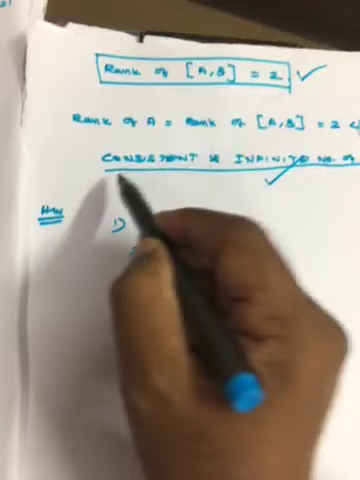 Rank of [A,B] = 2
Rank of A = Rank of [A,B] = 2 <
CONSISTENT & INFINITE NO. OF
HW
1)